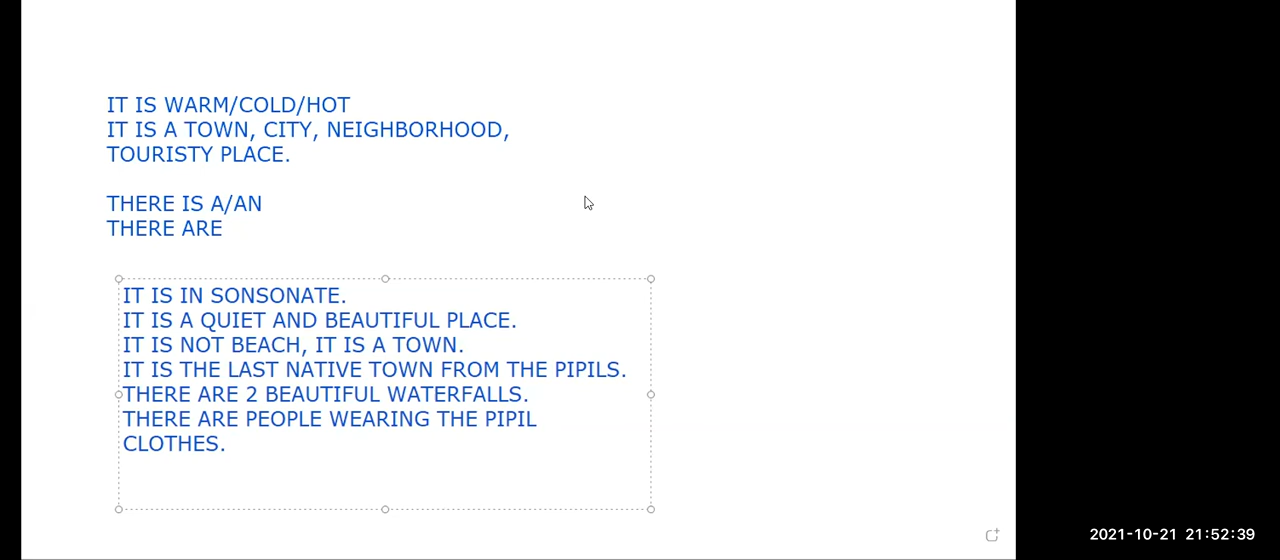 IT IS WARM/COLD/HOT
IT IS A TOWN, CITY, NEIGHBORHOOD,
TOURISTY PLACE.
THERE IS A/AN
THERE ARE
IT IS IN SONSONATE.
IT IS A QUIET AND BEAUTIFUL PLACE.
IT IS NOT BEACH, IT IS A TOWN.
IT IS THE LAST NATIVE TOWN FROM THE PIPILS.
THERE ARE 2 BEAUTIFUL WATERFALLS.
THERE ARE PEOPLE WEARING THE PIPIL
CLOTHES.
2021-10-21 21:52:39